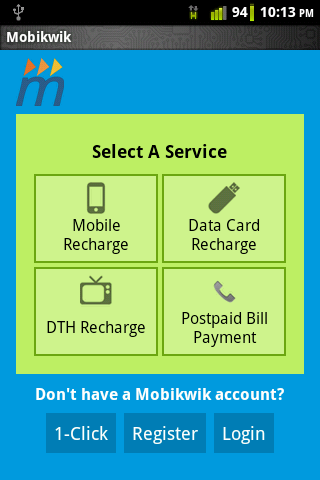 94 10:13 PM
Mobikwik
m
Select A Service
Mobile
Recharge
Data Card
Recharge
DTH Recharge
Postpaid Bill
Payment
Don't have a Mobikwik account?
1-Click Register Login